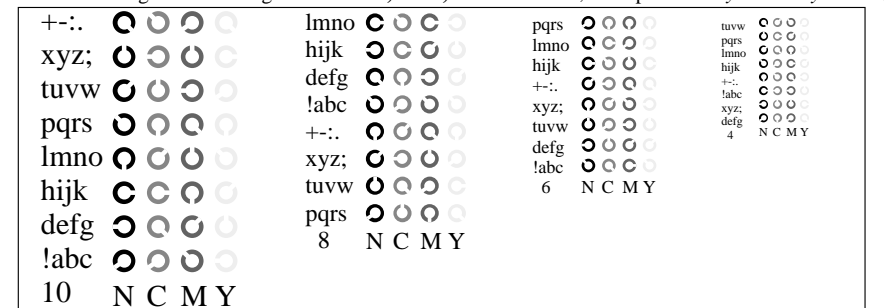 +-:.
xyz;
tuvw
pqrs
lmno
hijk
defg
!abc
10 N C M Y
lmno
hijk
defg
!abc
+-:.
xyz;
tuvw
pqrs
8 N C M Y
pqrs
lmno
hijk
+-:.
xyz;
tuvw
defg
!abc
6 N C M Y
tuvw
pqrs
lmno
hijk
+-:.
!abc
xyz;
defg
4 N C M Y